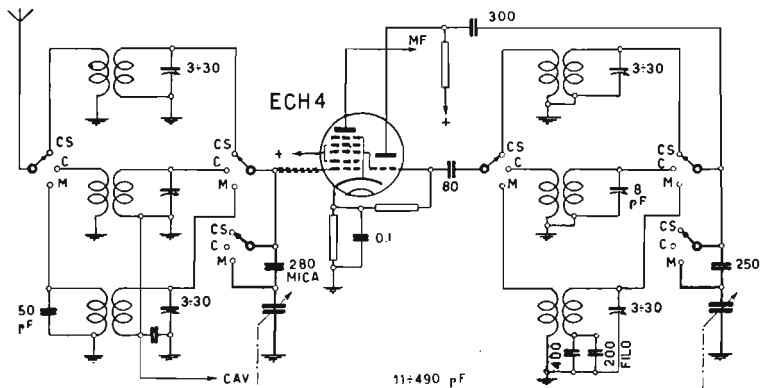 300
MF
3÷30
3÷30
ECH4
+
+
CS
C
M
CS
C
M
80
CS
C
M
CS
C
M
8
pF
CS
C
M
0.1
CS
C
M
50
pF
3÷30
280
MICA
250
3÷30
400
200
FILO
CAV
11÷490 pF